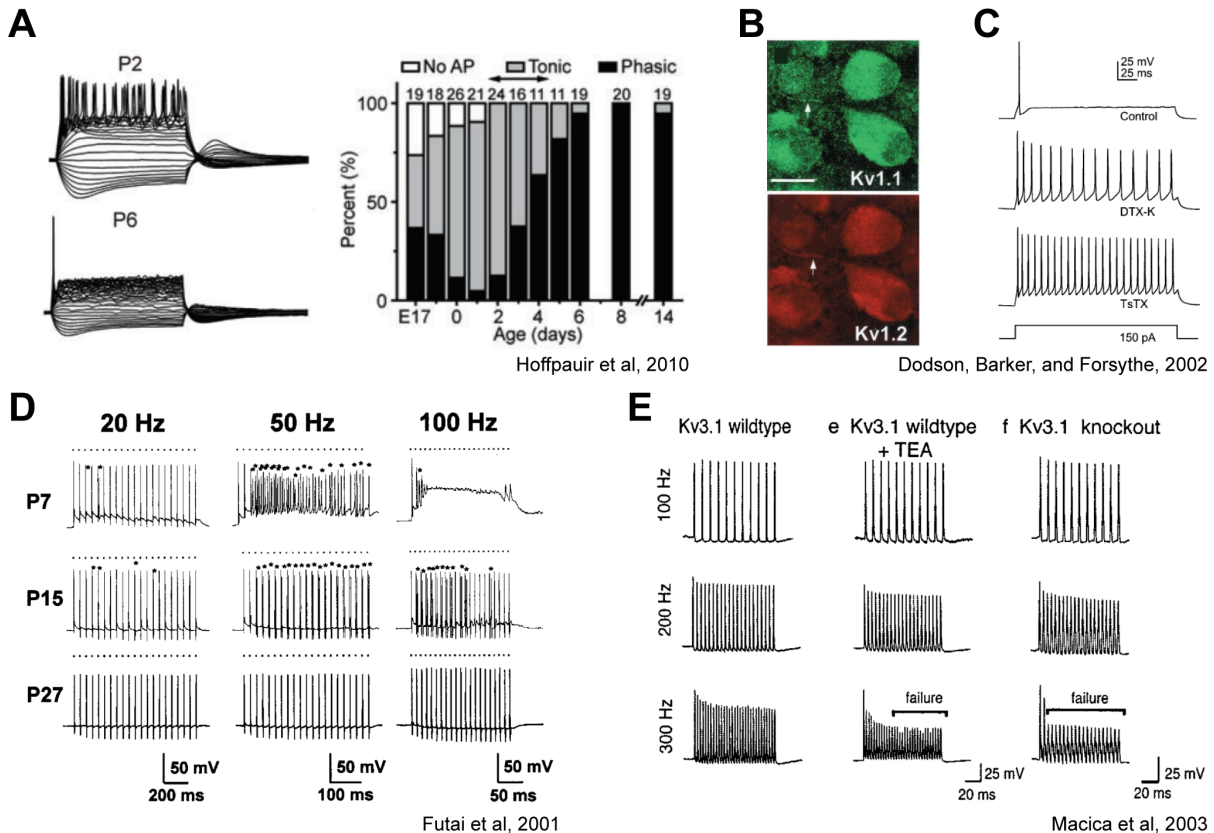 A
P2
P6
No AP Tonic Phasic
19 18 26 21 24 16 11 11 19 20 19
100
50
0
Percent (%)
E17 0 2 4 6 8 14
Age (days)
Hoffpauir et al, 2010
B
Kv1.1
Kv1.2
C
25 mV
25 ms
Control
DTX-K
TsTX
150 pA
Dodson, Barker, and Forsythe, 2002
D
20 Hz 50 Hz 100 Hz
P7
P15
P27
50 mV
200 ms
50 mV
100 ms
50 mV
50 ms
Futai et al, 2001
E
Kv3.1 wildtype e Kv3.1 wildtype + TEA f Kv3.1 knockout
100 Hz
200 Hz
300 Hz
failure
failure
25 mV
20 ms
25 mV
20 ms
Macica et al, 2003